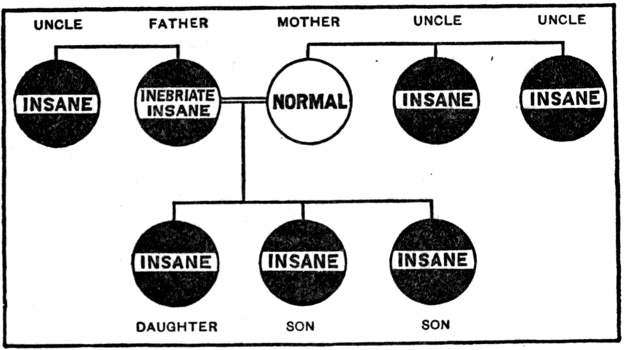 UNCLE FATHER MOTHER UNCLE UNCLE
INSANE INEBRIATE INSANE NORMAL INSANE INSANE
INSANE INSANE INSANE
DAUGHTER SON SON